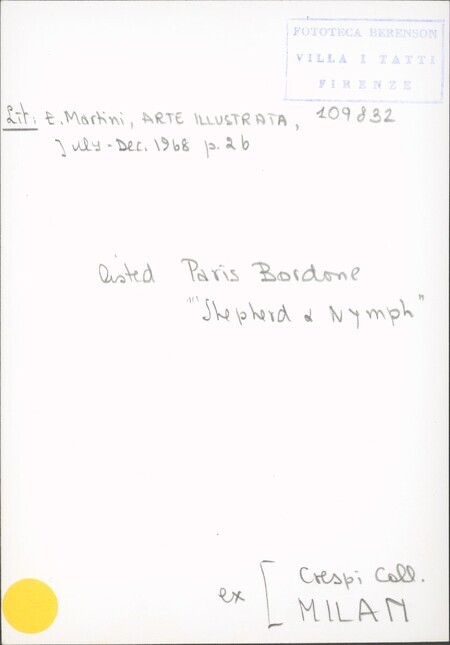 FOTOTECA BERENSON
VILLA I TATTI
FIRENZE
Lit: E. Martini, ARTE ILLUSTRATA, 109832
July-Dec. 1968 p. 26
listed Paris Bordone
"Shepherd & Nymph"
ex [ Crespi Coll.
MILAN